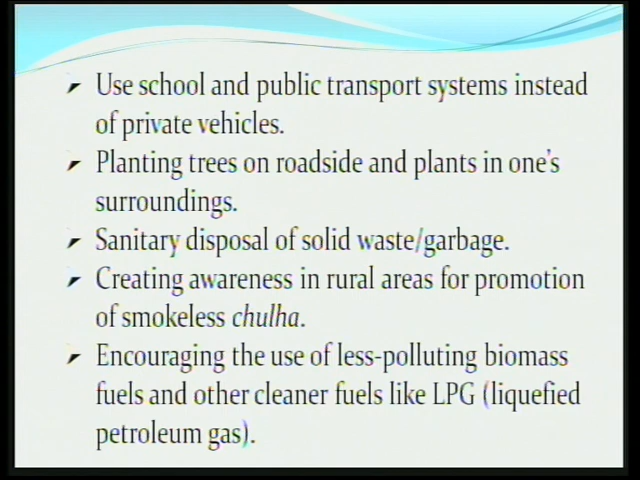 Use school and public transport systems instead
of private vehicles.
Planting trees on roadside and plants in one's
surroundings.
Sanitary disposal of solid waste/garbage.
Creating awareness in rural areas for promotion
of smokeless chulha.
Encouraging the use of less-polluting biomass
fuels and other cleaner fuels like LPG (liquefied
petroleum gas).